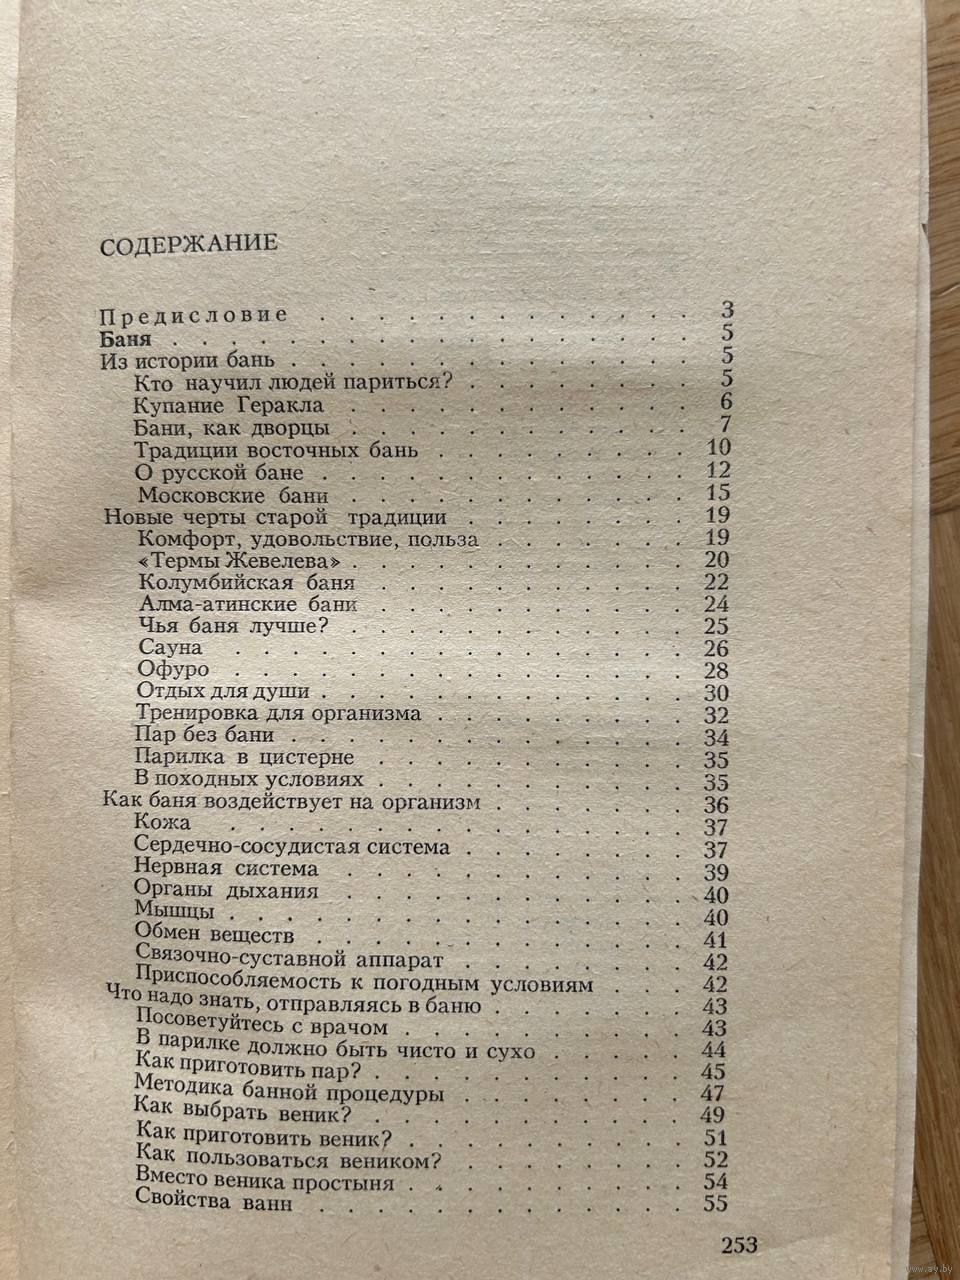 СОДЕРЖАНИЕ
Предисловие . . . . . . . . . . . . . 3
Баня . . . . . . . . . . . . . . . . . . 5
Из истории бань . . . . . . . . . . . . . . 5
Кто научил людей париться? . . . . . . . . 5
Купание Геракла . . . . . . . . . . . . 6
Бани, как дворцы . . . . . . . . . . . . 7
Традиции восточных бань . . . . . . . . . 10
О русской бане . . . . . . . . . . . . . 12
Московские бани . . . . . . . . . . . . 15
Новые черты старой традиции . . . . . . . . 19
Комфорт, удовольствие, польза . . . . . . . 19
«Термы Жевелева» . . . . . . . . . . . . 20
Колумбийская баня . . . . . . . . . . . 22
Алма-атинские бани . . . . . . . . . . . 24
Чья баня лучше? . . . . . . . . . . . . 25
Сауна . . . . . . . . . . . . . . . . 26
Офуро . . . . . . . . . . . . . . . . 28
Отдых для души . . . . . . . . . . . . . 30
Тренировка для организма . . . . . . . . . 32
Пар без бани . . . . . . . . . . . . . . 34
Парилка в цистерне . . . . . . . . . . . 35
В походных условиях . . . . . . . . . . . 35
Как баня воздействует на организм . . . . . . . 36
Кожа . . . . . . . . . . . . . . . . 37
Сердечно-сосудистая система . . . . . . . . 37
Нервная система . . . . . . . . . . . . 39
Органы дыхания . . . . . . . . . . . . 40
Мышцы . . . . . . . . . . . . . . . . 40
Обмен веществ . . . . . . . . . . . . . 41
Связочно-суставной аппарат . . . . . . . . 42
Приспособляемость к погодным условиям . . . 42
Что надо знать, отправляясь в баню . . . . . . . 43
Посоветуйтесь с врачом . . . . . . . . . . 43
В парилке должно быть чисто и сухо . . . . . 44
Как приготовить пар? . . . . . . . . . . . 45
Методика банной процедуры . . . . . . . . 47
Как выбрать веник? . . . . . . . . . . . 49
Как приготовить веник? . . . . . . . . . . 51
Как пользоваться веником? . . . . . . . . 52
Вместо веника простыня . . . . . . . . . . 54
Свойства ванн . . . . . . . . . . . . . 55
253
www.ay.by